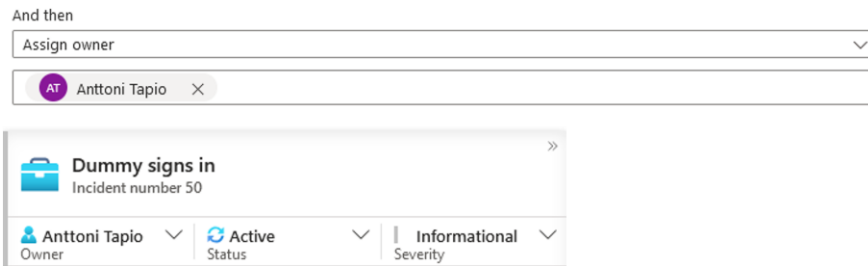 And then
Assign owner
AT Anttoni Tapio
Dummy signs in
Incident number 50
Anttoni Tapio Active Informational
Owner Status Severity